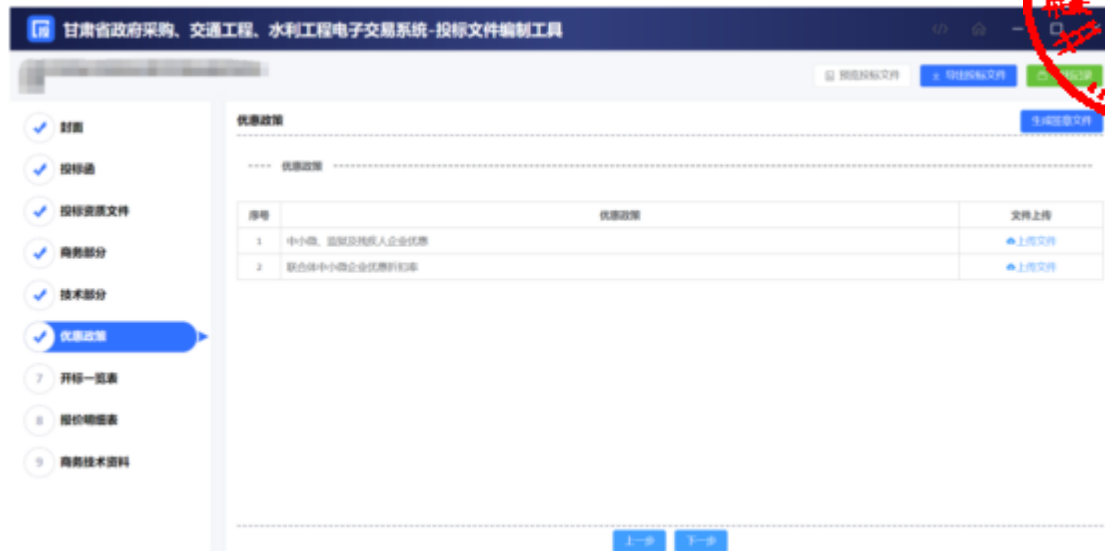 甘肃省政府采购、交通工程、水利工程电子交易系统-投标文件编制工具
预览投标文件 导出投标文件
封面
投标函
投标资质文件
商务部分
技术部分
优惠政策
7 开标一览表
8 报价明细表
9 商务技术资料
优惠政策 生成签章文件
优惠政策
序号 优惠政策 文件上传
1 中小微、监狱及残疾人企业优惠 上传文件
2 联合体中小微企业优惠折扣率 上传文件
上一步 下一步